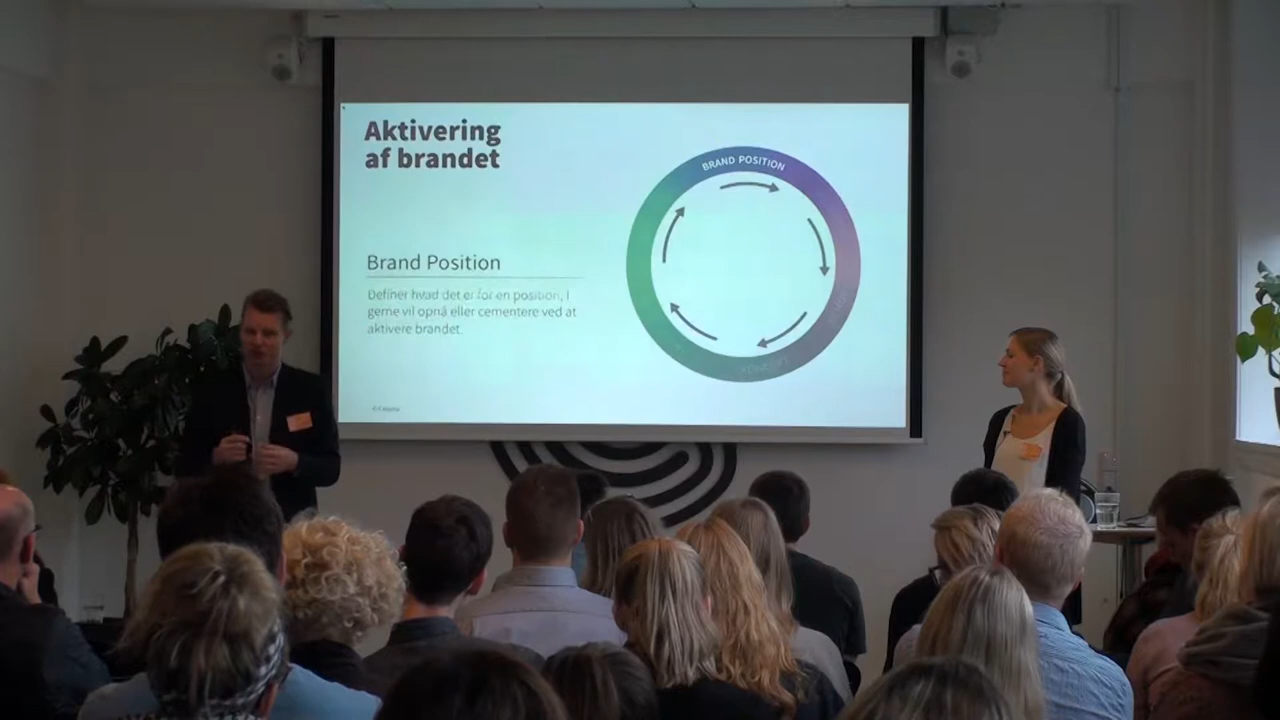 Aktivering
af brandet
BRAND POSITION
Brand Position
Definer hvad det er for en position, I
gerne vil opnå eller cementere ved at
aktivere brandet.